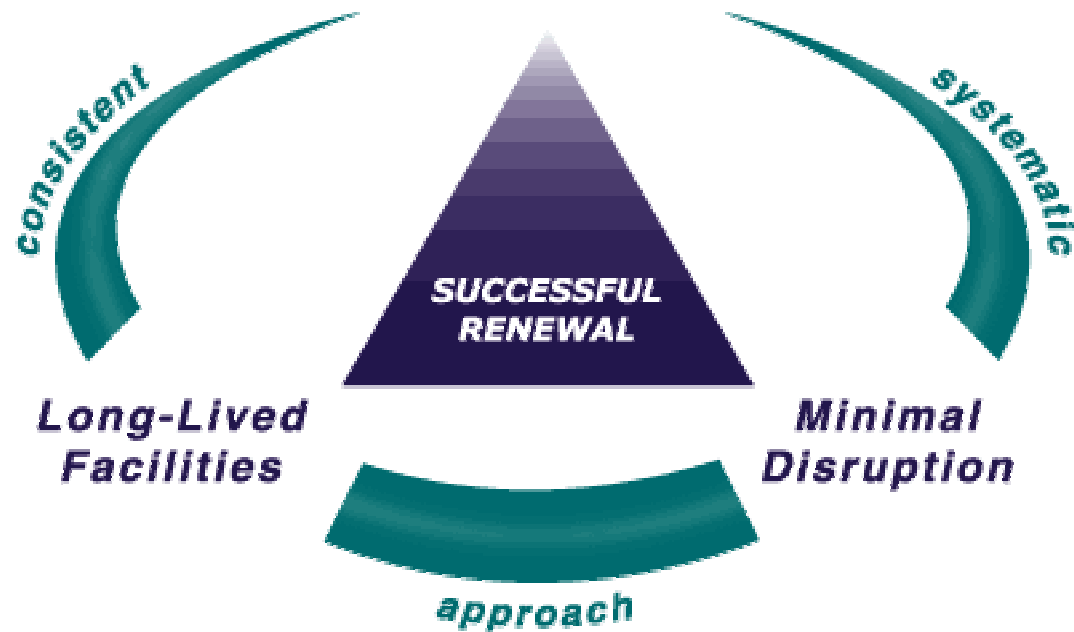 consistent
systematic
SUCCESSFUL
RENEWAL
Long-Lived
Facilities
Minimal
Disruption
approach